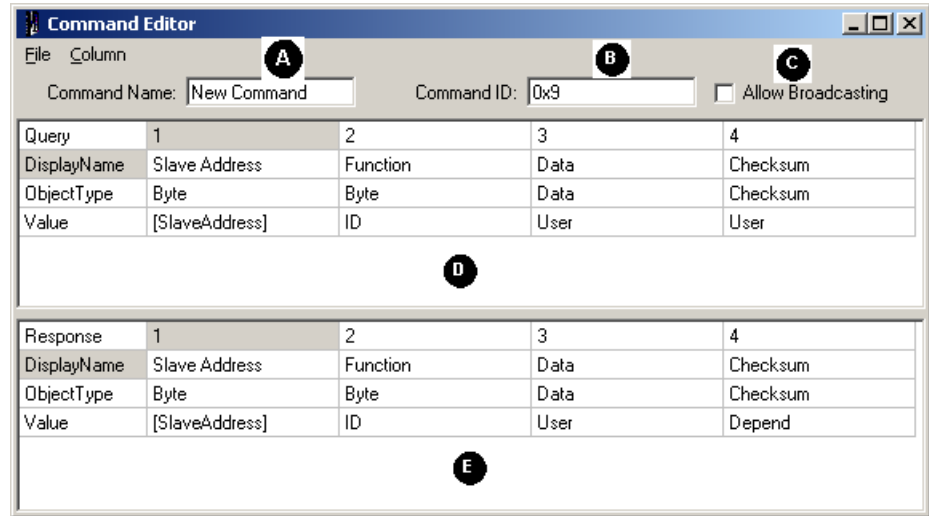 Command Editor
File Column
A B C
Command Name: New Command Command ID: 0x9 Allow Broadcasting
Query 1 2 3 4
DisplayName Slave Address Function Data Checksum
ObjectType Byte Byte Data Checksum
Value [SlaveAddress] ID User User
D
Response 1 2 3 4
DisplayName Slave Address Function Data Checksum
ObjectType Byte Byte Data Checksum
Value [SlaveAddress] ID User Depend
E